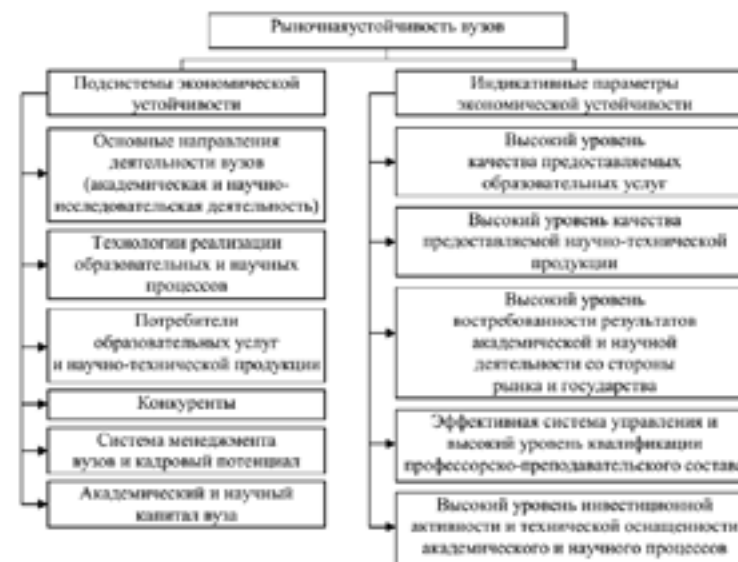 Рыночнаяустойчивость вузов
Подсистемы экономической
устойчивости
Основные направления
деятельности вузов
(академическая и научно-
исследовательская деятельность)
Технологии реализации
образовательных и научных
процессов
Потребители
образовательных услуг
и научно-технической продукции
Конкуренты
Система менеджмента
вузов и кадровый потенциал
Академический и научный
капитал вуза
Индикативные параметры
экономической устойчивости
Высокий уровень
качества предоставляемых
образовательных услуг
Высокий уровень качества
предоставляемой научно-технической
продукции
Высокий уровень
востребованности результатов
академической и научной
деятельности со стороны
рынка и государства
Эффективная система управления и
высокий уровень квалификации
профессорско-преподавательского состава
Высокий уровень инвестиционной
активности и технической оснащенности
академического и научного процессов